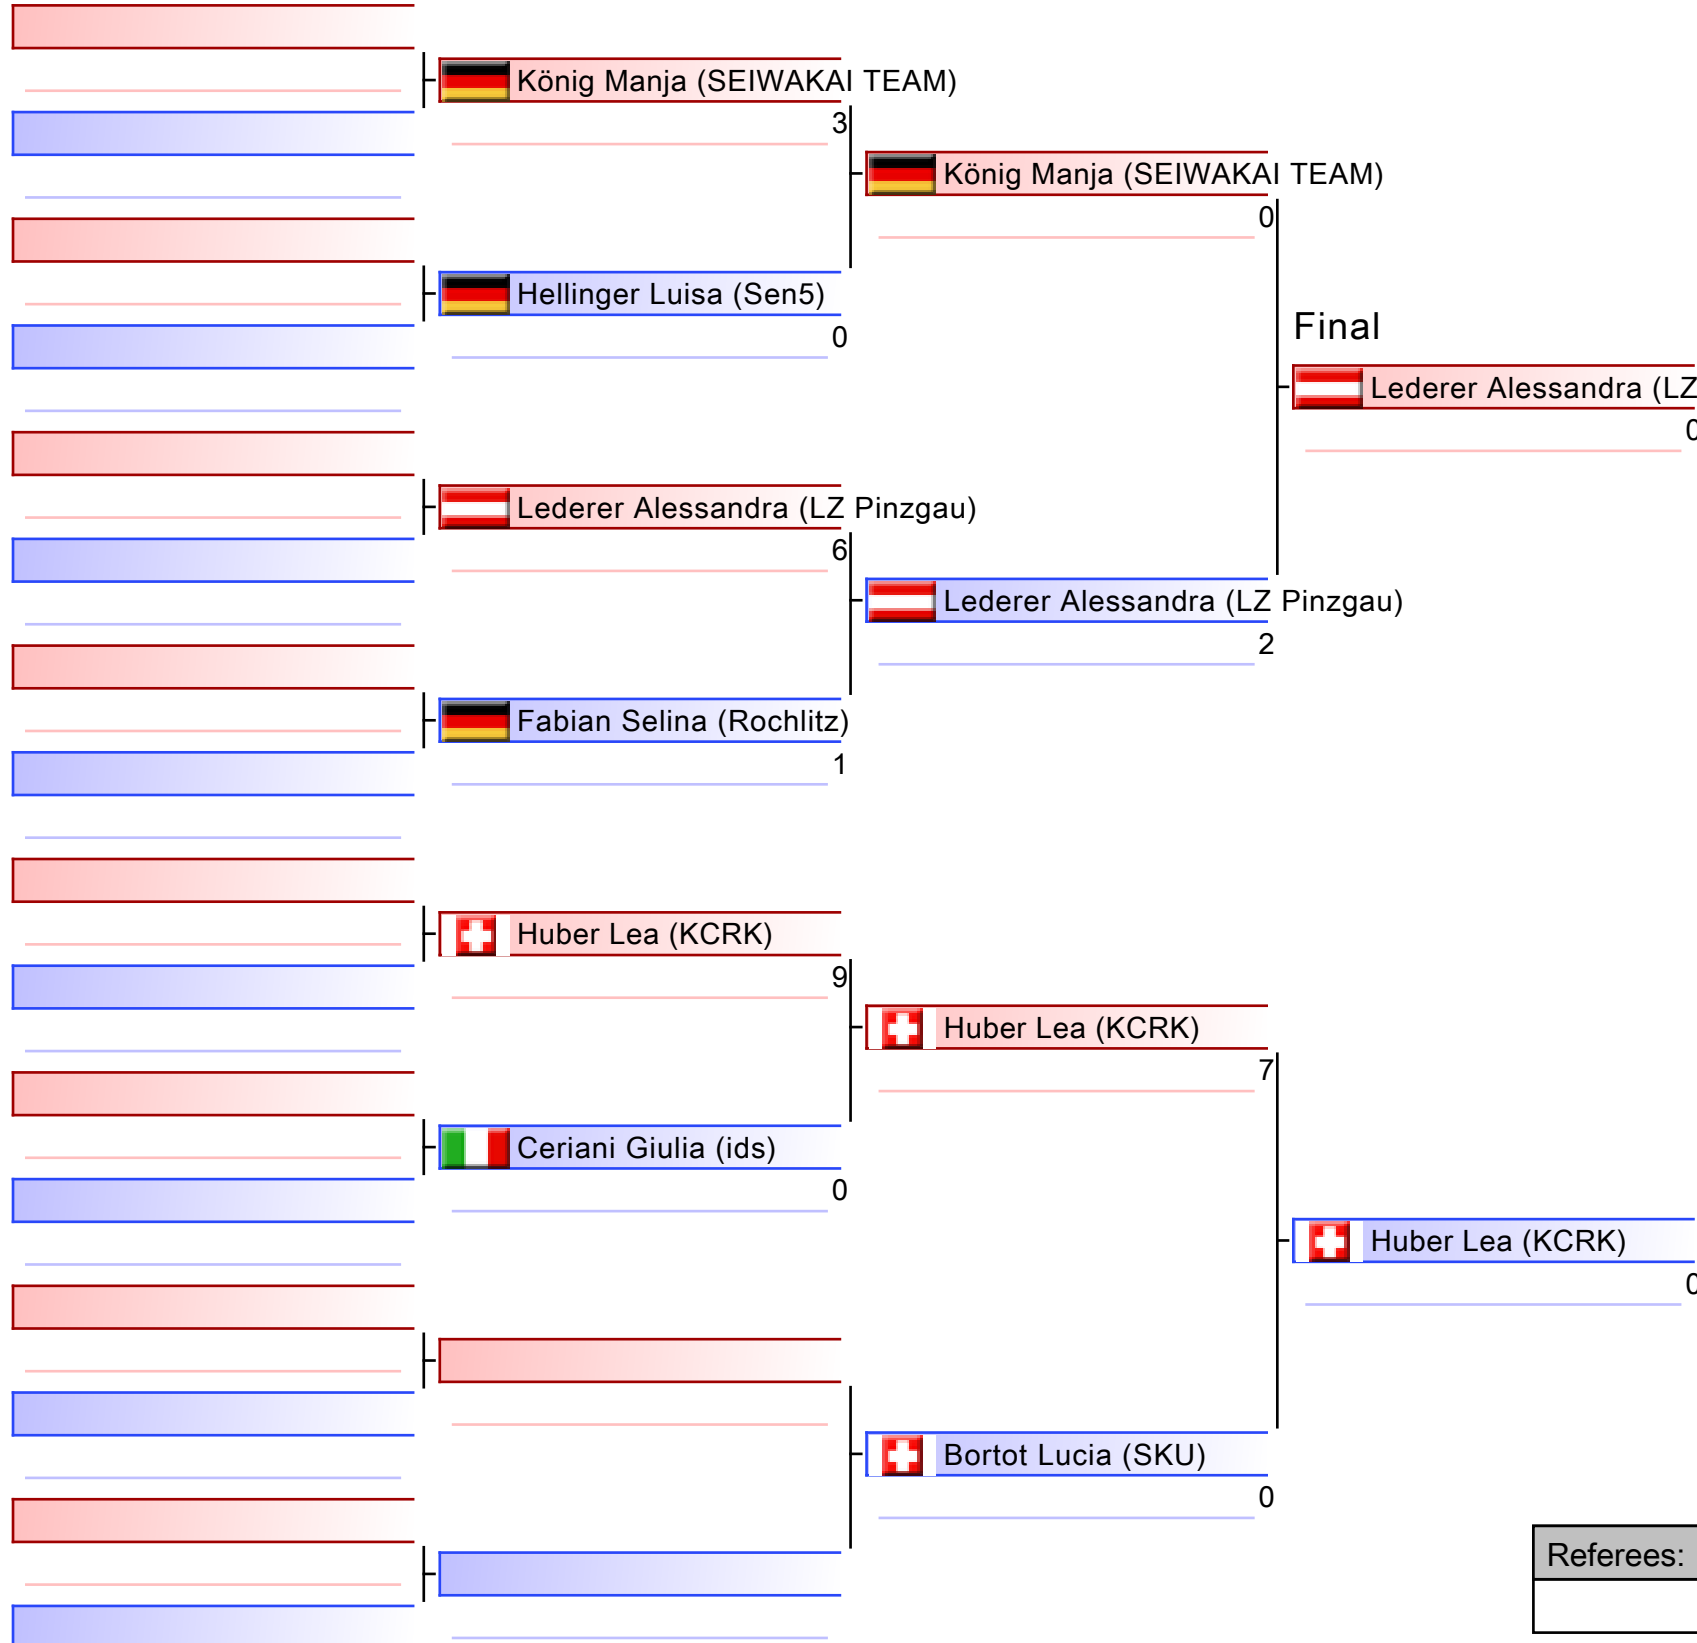 König Manja (SEIWAKAI TEAM)
3
König Manja (SEIWAKAI TEAM)
0
Hellinger Luisa (Sen5)
0
Final
Lederer Alessandra (LZ
0
Lederer Alessandra (LZ Pinzgau)
6
Lederer Alessandra (LZ Pinzgau)
2
Fabian Selina (Rochlitz)
1
Huber Lea (KCRK)
9
Huber Lea (KCRK)
7
Ceriani Giulia (ids)
0
Huber Lea (KCRK)
0
Bortot Lucia (SKU)
0
Referees: